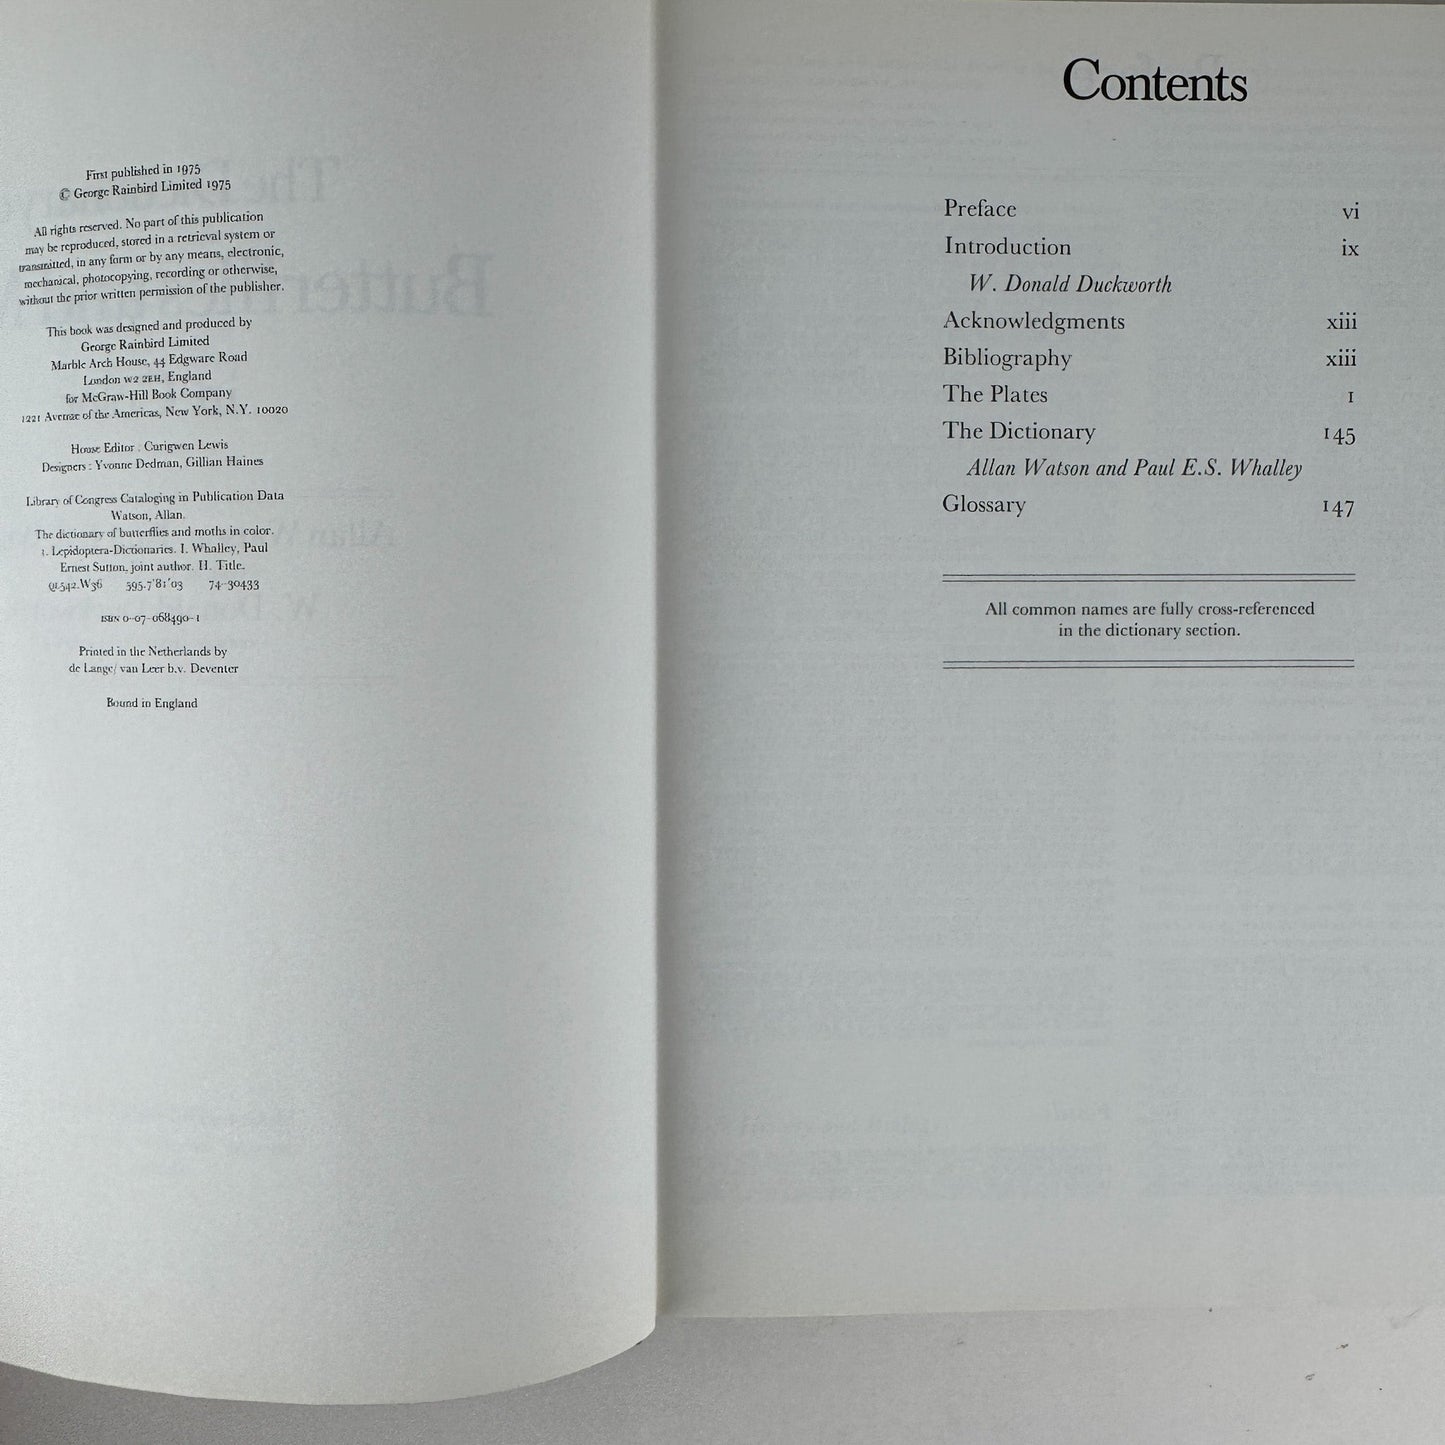 First published in 1975
© George Rainbird Limited 1975
All rights reserved. No part of this publication
may be reproduced, stored in a retrieval system or
transmitted, in any form or by any means, electronic,
mechanical, photocopying, recording or otherwise,
without the prior written permission of the publisher.
This book was designed and produced by
George Rainbird Limited
Marble Arch House, 44 Edgware Road
London W2 2EH, England
for McGraw-Hill Book Company
1221 Avenue of the Americas, New York, N.Y. 10020
House Editor : Curigwen Lewis
Designers : Yvonne Dedman, Gillian Haines
Library of Congress Cataloging in Publication Data
Watson, Allan.
The dictionary of butterflies and moths in color.
1. Lepidoptera-Dictionaries. I. Whalley, Paul
Ernest Sutton, joint author. II. Title.
QL542.W36 595.7'81'03 74-30433
ISBN 0-07-068490-1
Printed in the Netherlands by
de Lange/van Leer b.v. Deventer
Bound in England
Contents
Preface vi
Introduction ix
W. Donald Duckworth
Acknowledgments xiii
Bibliography xiii
The Plates 1
The Dictionary 145
Allan Watson and Paul E.S. Whalley
Glossary 147
All common names are fully cross-referenced
in the dictionary section.